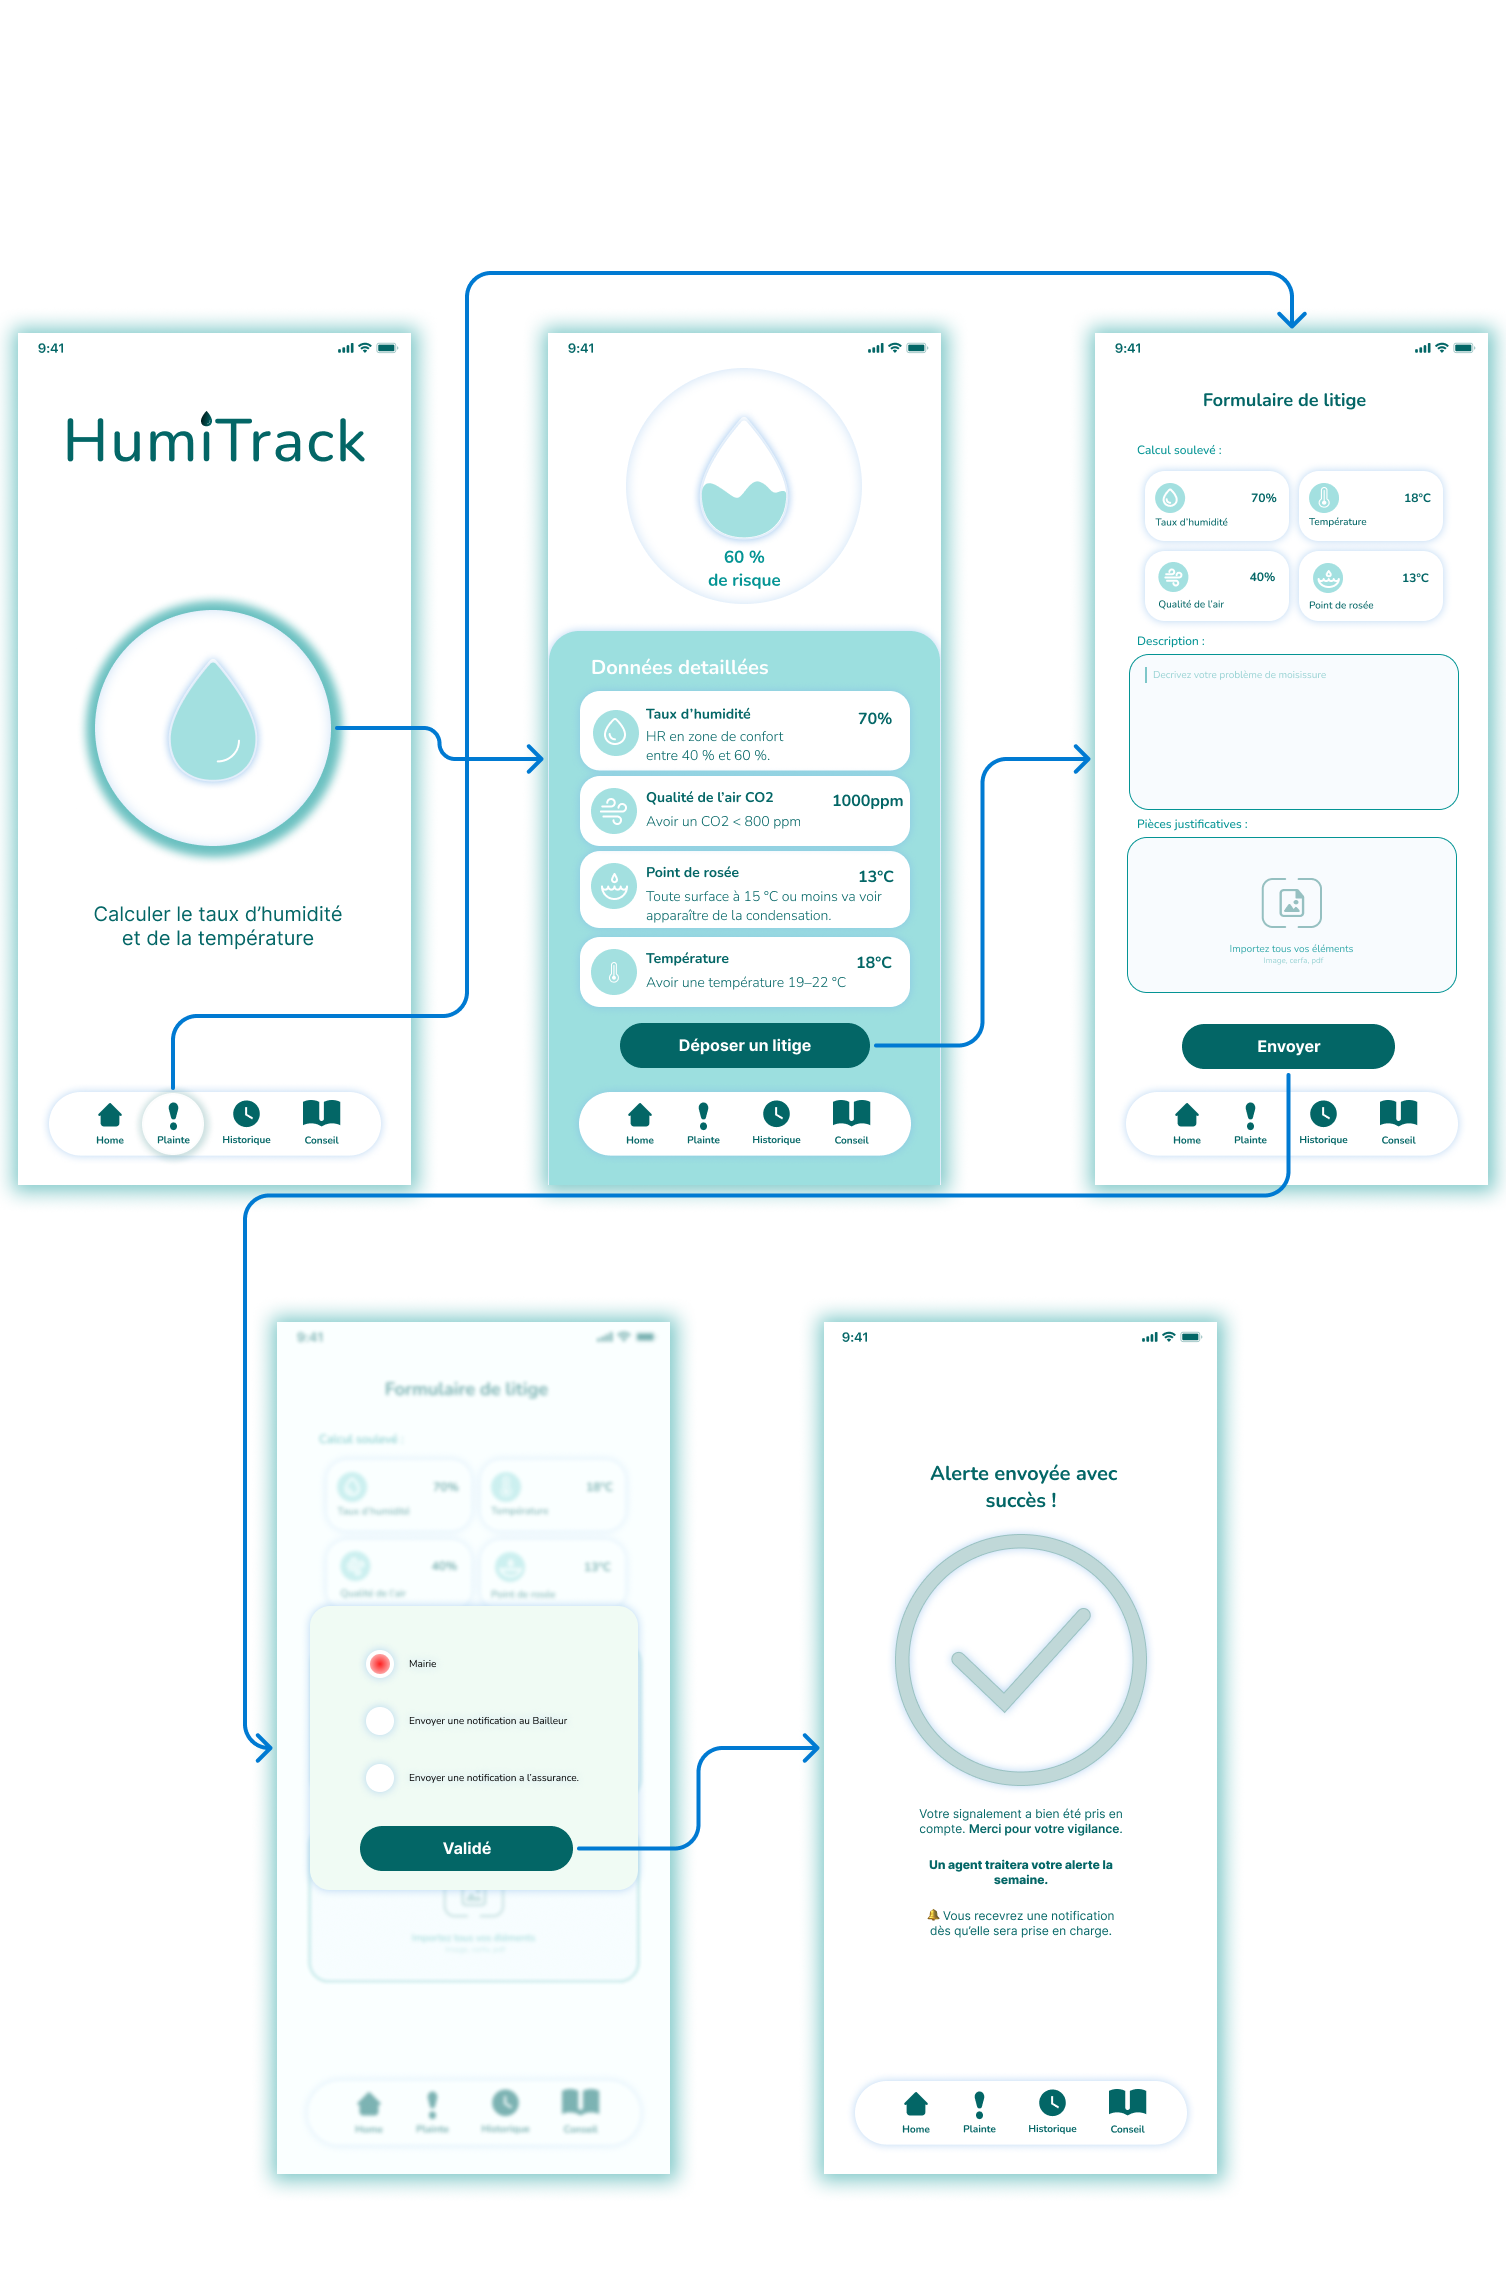 9:41
HumiTrack
Calculer le taux d'humidité
et de la température
Home
Plainte
Historique
Conseil
9:41
60 %
de risque
Données detaillées
Taux d'humidité
70%
HR en zone de confort
entre 40 % et 60 %.
Qualité de l'air CO2
1000ppm
Avoir un CO2 < 800 ppm
Point de rosée
13°C
Toute surface à 15 °C ou moins va voir
apparaître de la condensation.
Température
18°C
Avoir une température 19–22 °C
Déposer un litige
Home
Plainte
Historique
Conseil
9:41
Formulaire de litige
Calcul soulevé :
70%
Taux d'humidité
18°C
Température
40%
Qualité de l'air
13°C
Point de rosée
Description :
Decrivez votre problème de moisissure
Pièces justificatives :
Importez tous vos éléments
Image, cerfa, pdf
Envoyer
Home
Plainte
Historique
Conseil
9:41
Formulaire de litige
Calcul soulevé :
70%
Taux d'humidité
18°C
Température
40%
Qualité de l'air
13°C
Point de rosée
Mairie
Envoyer une notification au Bailleur
Envoyer une notification a l'assurance.
Validé
Importez tous vos éléments
Image, cerfa, pdf
Home
Plainte
Historique
Conseil
9:41
Alerte envoyée avec
succès !
Votre signalement a bien été pris en
compte. Merci pour votre vigilance.
Un agent traitera votre alerte la
semaine.
🔔 Vous recevrez une notification
dès qu'elle sera prise en charge.
Home
Plainte
Historique
Conseil